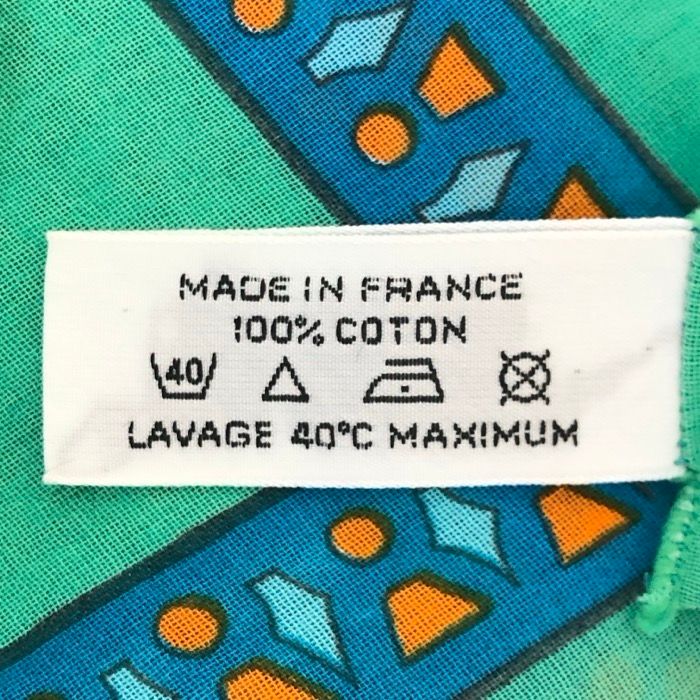 MADE IN FRANCE
100% COTON
40
LAVAGE 40°C MAXIMUM